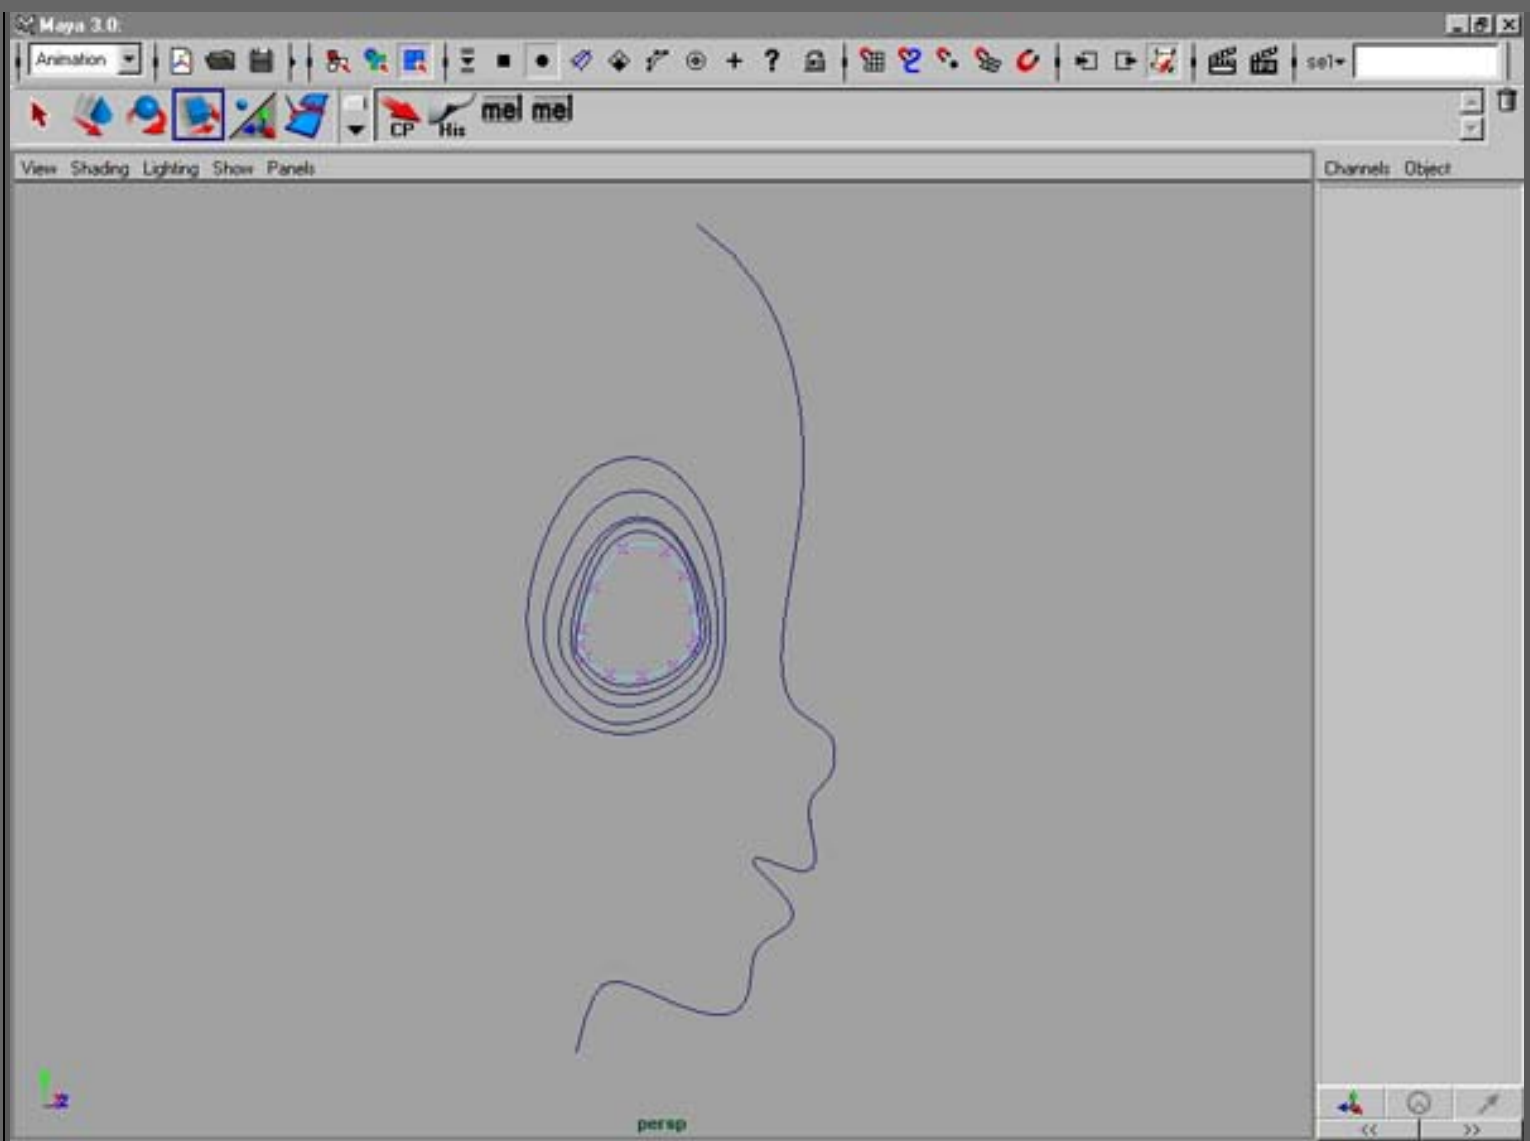 Maya 3.0:
Animation
sel
CP His mel mel
View Shading Lighting Show Panels
Channels Object
persp
<< >>